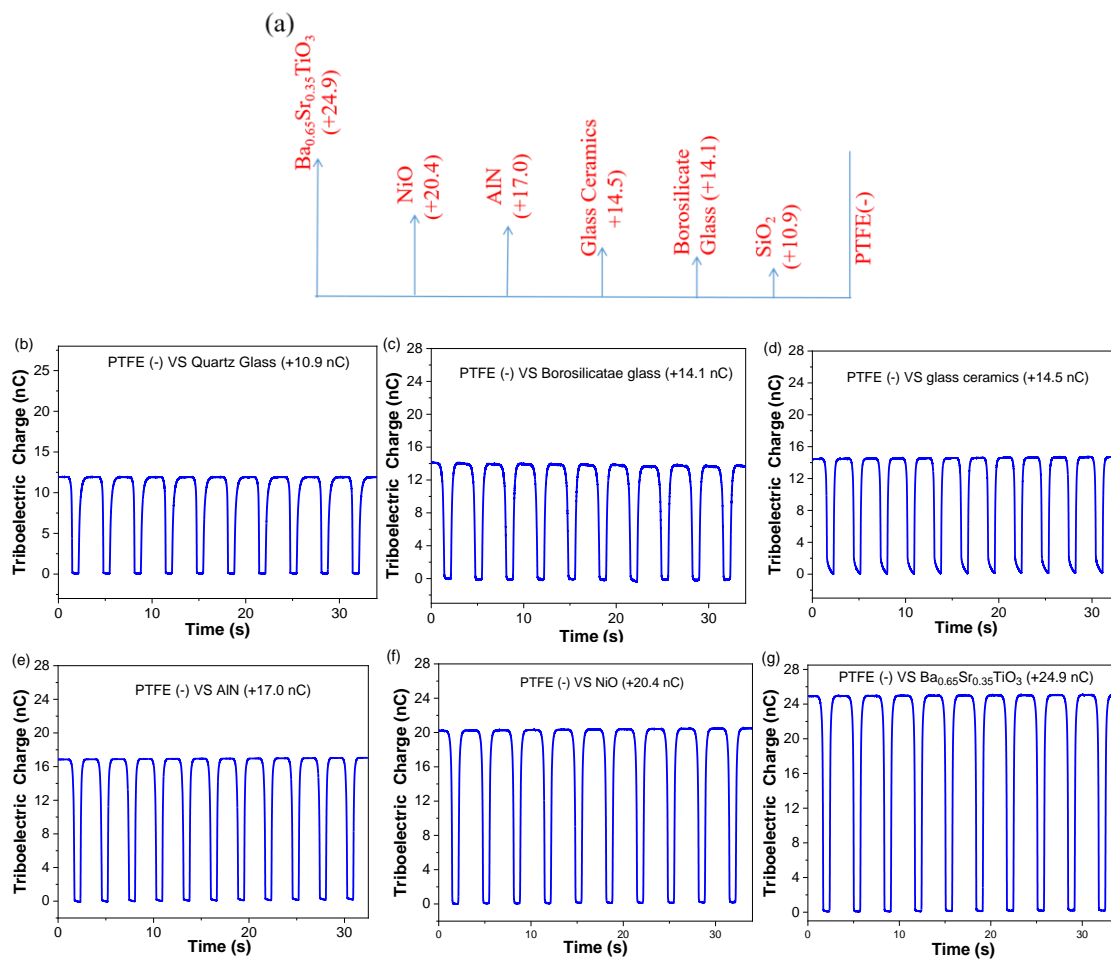 (a)
Ba0.65Sr0.35TiO3
(+24.9)
NiO
(+20.4)
AlN
(+17.0)
Glass Ceramics
+14.5)
Borosilicate
Glass (+14.1)
SiO2
(+10.9)
PTFE(-)
(b)
PTFE (-) VS Quartz Glass (+10.9 nC)
Triboelectric Charge (nC)
25
20
15
10
5
0
0 10 20 30
Time (s)
(c)
PTFE (-) VS Borosilicatae glass (+14.1 nC)
Triboelectric Charge (nC)
28
24
20
16
12
8
4
0
0 10 20 30
Time (s)
(d)
PTFE (-) VS glass ceramics (+14.5 nC)
Triboelectric Charge (nC)
28
24
20
16
12
8
4
0
0 10 20 30
Time (s)
(e)
PTFE (-) VS AlN (+17.0 nC)
Triboelectric Charge (nC)
28
24
20
16
12
8
4
0
0 10 20 30
Time (s)
(f)
PTFE (-) VS NiO (+20.4 nC)
Triboelectric Charge (nC)
28
24
20
16
12
8
4
0
0 10 20 30
Time (s)
(g)
PTFE (-) VS Ba0.65Sr0.35TiO3 (+24.9 nC)
Triboelectric Charge (nC)
28
24
20
16
12
8
4
0
0 10 20 30
Time (s)